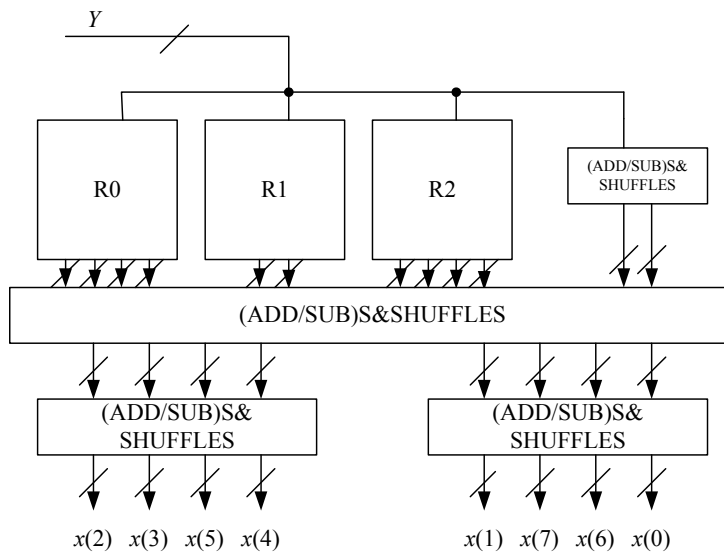 Y
R0
R1
R2
(ADD/SUB)S&
SHUFFLES
(ADD/SUB)S&SHUFFLES
(ADD/SUB)S&
SHUFFLES
(ADD/SUB)S&
SHUFFLES
x(2) x(3) x(5) x(4) x(1) x(7) x(6) x(0)